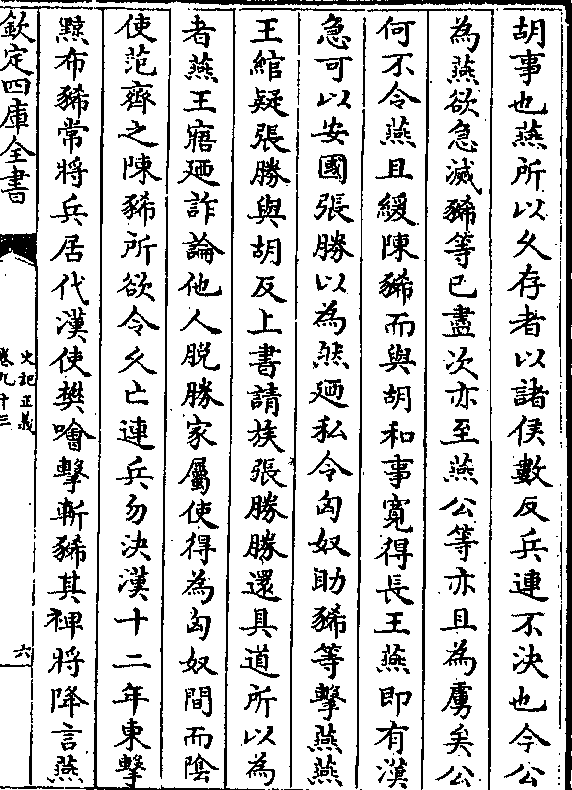 胡事也燕所以久存者以諸侯數反兵連不決也今公
為燕欲急滅豨等已盡次亦至燕公等亦且為虜矣公
何不令燕且緩陳豨而與胡和事寛得長王燕即有漢
急可以安國張勝以為然廼私令匈奴助豨等擊燕燕
王綰疑張勝與胡反上書請族張勝勝還具道所以為
者燕王寤廼詐論他人脫勝家屬使得為匈奴間而陰
使范齊之陳豨所欲令久亡連兵勿決漢十二年東擊
黥布豨常將兵居代漢使樊噲擊斬豨其裨將降言燕
欽定四庫全書
史記正義
卷九十三
六